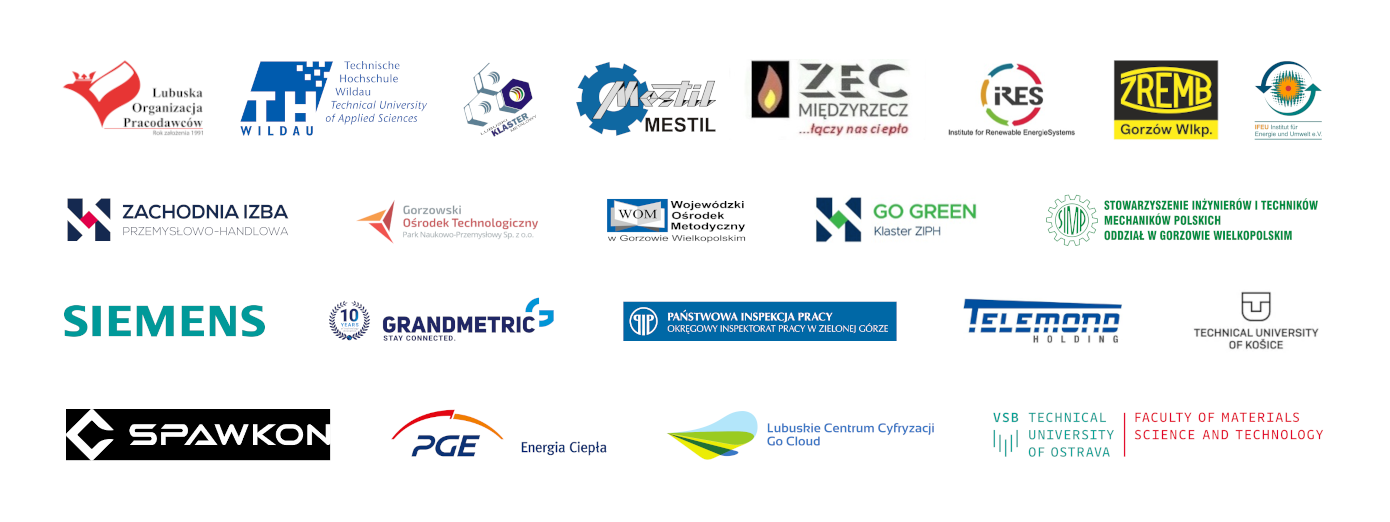 Lubuska
Organizacja
Pracodawców
Rok założenia 1991
TH
WILDAU
Technische
Hochschule
Wildau
Technical University
of Applied Sciences
KLASTER
Mestil
MESTIL
ZEC
MIĘDZYRZECZ
...łączy nas ciepło
iRES
Institute for Renewable EnergieSystems
ZREMB
Gorzów Wlkp.
IFEU Institut für
Energie und Umwelt e.V.
ZACHODNIA IZBA
PRZEMYSŁOWO-HANDLOWA
Gorzowski
Ośrodek Technologiczny
Park Naukowo-Przemysłowy Sp. z o.o.
WOM
Wojewódzki
Ośrodek
Metodyczny
w Gorzowie Wielkopolskim
GO GREEN
Klaster ZIPH
SIMP
STOWARZYSZENIE INŻYNIERÓW I TECHNIKÓW
MECHANIKÓW POLSKICH
ODDZIAŁ W GORZOWIE WIELKOPOLSKIM
SIEMENS
10
YEARS
GRANDMETRIC
STAY CONNECTED.
PIP
PAŃSTWOWA INSPEKCJA PRACY
OKRĘGOWY INSPEKTORAT PRACY W ZIELONEJ GÓRZE
TELEMOND
HOLDING
TECHNICAL UNIVERSITY
OF KOŠICE
SPAWKON
PGE
Energia Ciepła
Lubuskie Centrum Cyfryzacji
Go Cloud
VSB TECHNICAL
UNIVERSITY
OF OSTRAVA
FACULTY OF MATERIALS
SCIENCE AND TECHNOLOGY